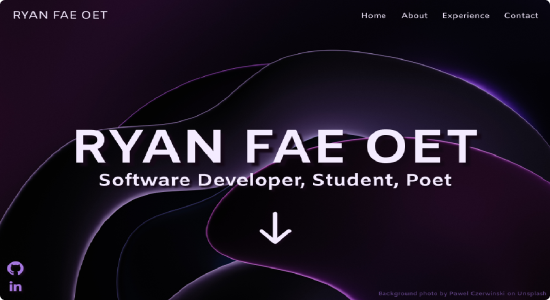 RYAN FAE OET
Home About Experience Contact
RYAN FAE OET
Software Developer, Student, Poet
in
Background photo by Pawel Czerwinski on Unsplash